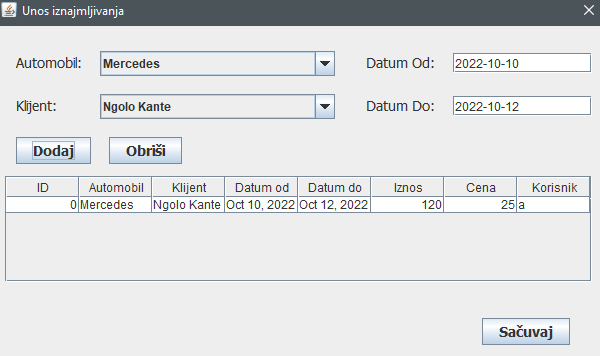 Unos iznajmljivanja
Automobil: Mercedes Datum Od: 2022-10-10
Klijent: Ngolo Kante Datum Do: 2022-10-12
Dodaj Obriši
ID Automobil Klijent Datum od Datum do Iznos Cena Korisnik
0 Mercedes Ngolo Kante Oct 10, 2022 Oct 12, 2022 120 25 a
Sačuvaj